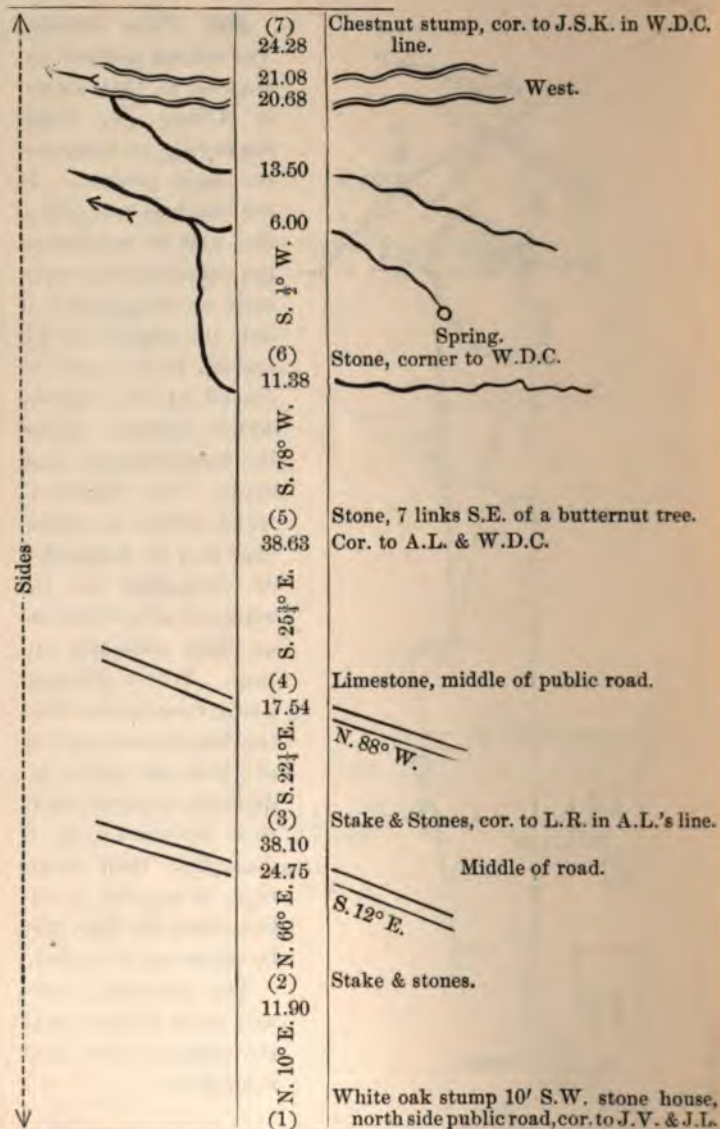 (7) Chestnut stump, cor. to J.S.K. in W.D.C.
24.28 line.
21.08
West.
20.68
13.50
6.00
S. ½° W.
Spring.
(6) Stone, corner to W.D.C.
11.38
S. 78° W.
(5) Stone, 7 links S.E. of a butternut tree.
38.63 Cor. to A.L. & W.D.C.
Sides
S. 25¾° E.
(4) Limestone, middle of public road.
17.54
N. 88° W.
S. 22¼° E.
(3) Stake & Stones, cor. to L.R. in A.L.'s line.
38.10
24.75 Middle of road.
S. 12° E.
N. 66° E.
(2) Stake & stones.
11.90
N. 10° E.
White oak stump 10′ S.W. stone house,
(1) north side public road, cor. to J.V. & J.L.